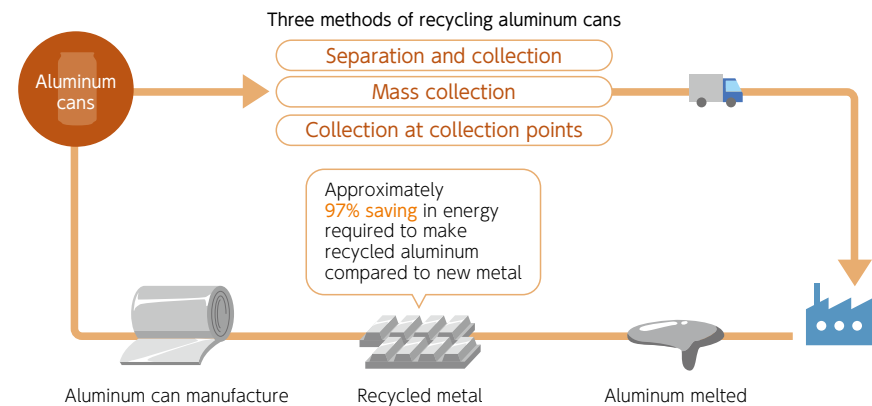 Three methods of recycling aluminum cans
Aluminum
cans
Separation and collection
Mass collection
Collection at collection points
Approximately
97% saving in energy
required to make
recycled aluminum
compared to new metal
Aluminum can manufacture
Recycled metal
Aluminum melted